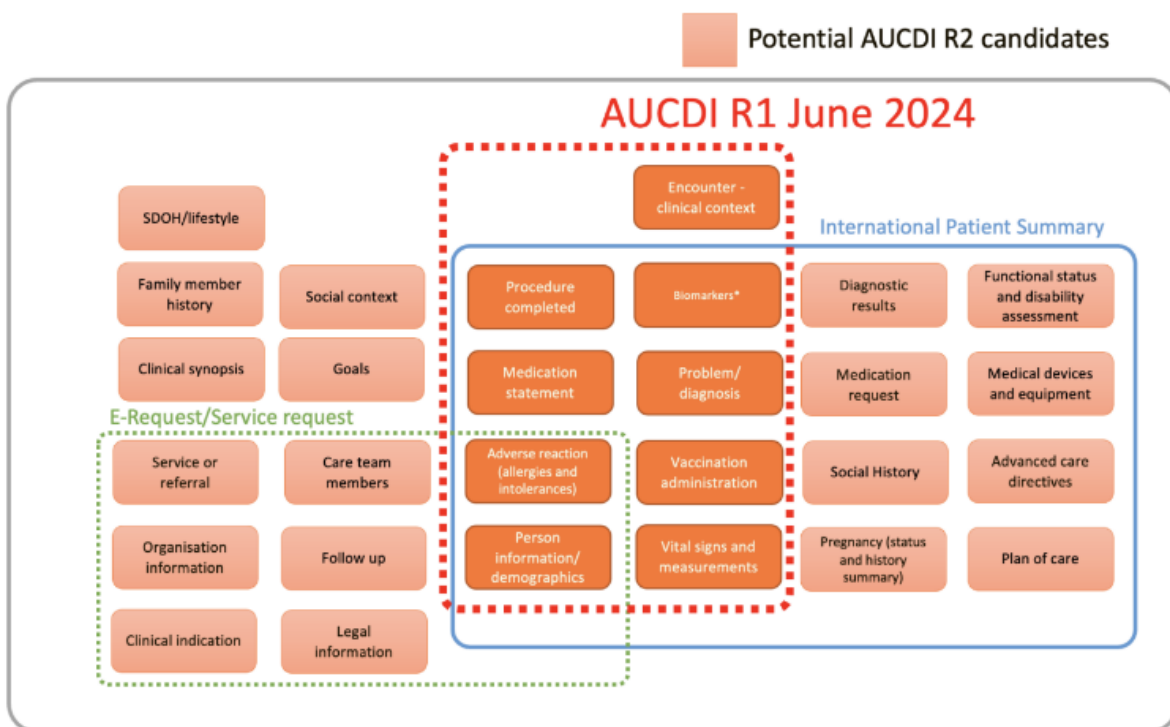 Potential AUCDI R2 candidates
AUCDI R1 June 2024
Encounter -
clinical context
SDOH/lifestyle
International Patient Summary
Family member
history
Social context
Procedure
completed
Biomarkers*
Diagnostic
results
Functional status
and disability
assessment
Clinical synopsis
Goals
Medication
statement
Problem/
diagnosis
Medication
request
Medical devices
and equipment
E-Request/Service request
Service or
referral
Care team
members
Adverse reaction
(allergies and
intolerances)
Vaccination
administration
Social History
Advanced care
directives
Organisation
information
Follow up
Person
information/
demographics
Vital signs and
measurements
Pregnancy (status
and history
summary)
Plan of care
Clinical indication
Legal
information